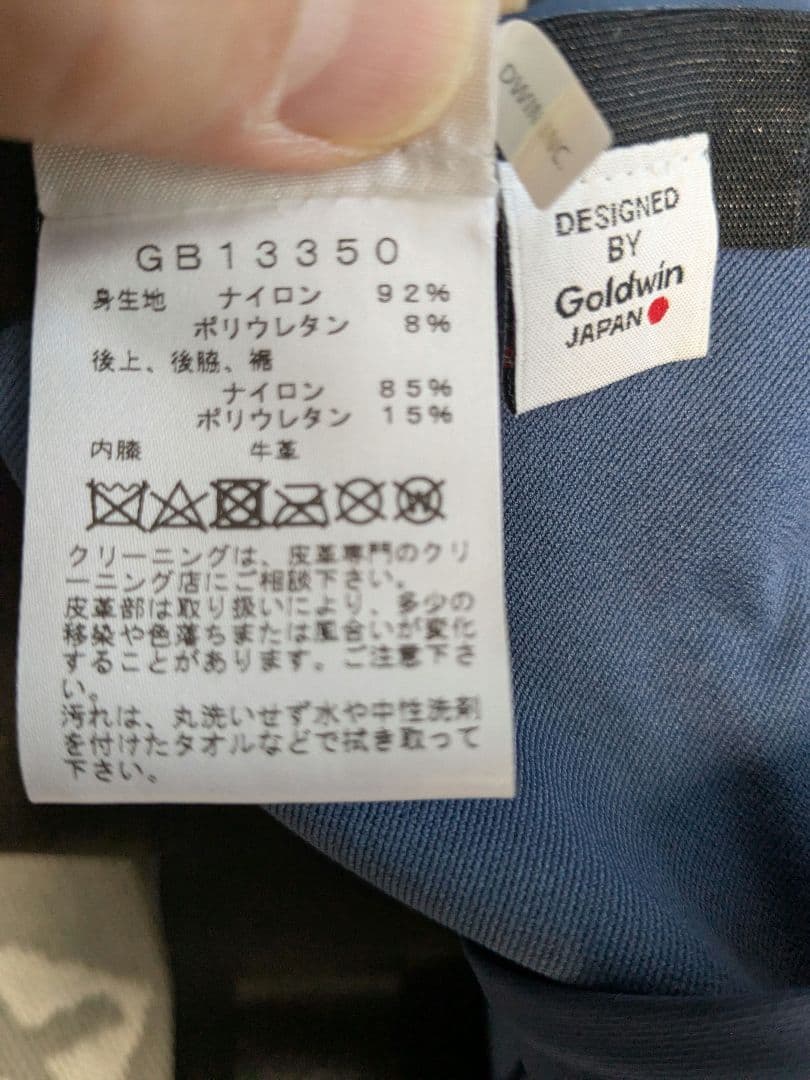 GB13350
身生地 ナイロン 92%
ポリウレタン 8%
後上、後脇、裾
ナイロン 85%
ポリウレタン 15%
内膝 牛革
クリーニングは、皮革専門のクリ
ーニング店にご相談下さい。
皮革部は取り扱いにより、多少の
移染や色落ちまたは風合いが変化
することがあります。ご注意下さ
い。
汚れは、丸洗いせず水や中性洗剤
を付けたタオルなどで拭き取って
下さい。
DWIN INC.
DESIGNED
BY
Goldwin
JAPAN